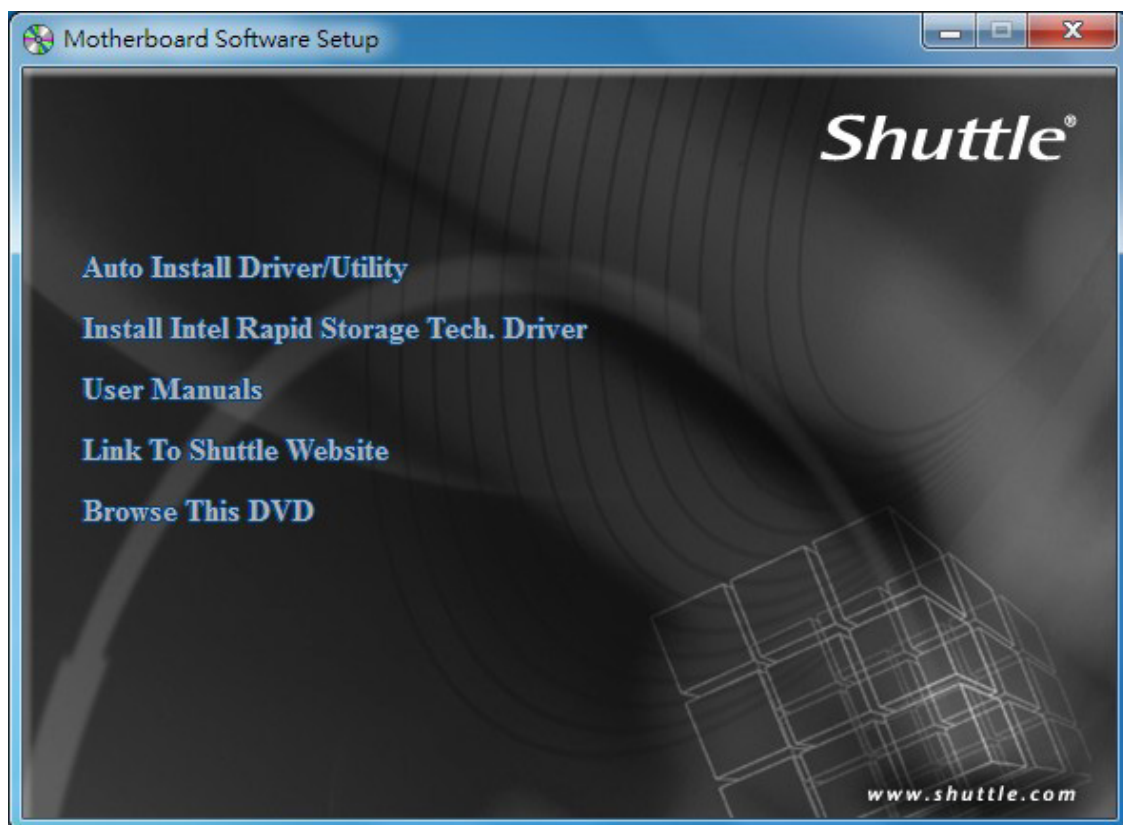 Motherboard Software Setup
Shuttle®
Auto Install Driver/Utility
Install Intel Rapid Storage Tech. Driver
User Manuals
Link To Shuttle Website
Browse This DVD
www.shuttle.com